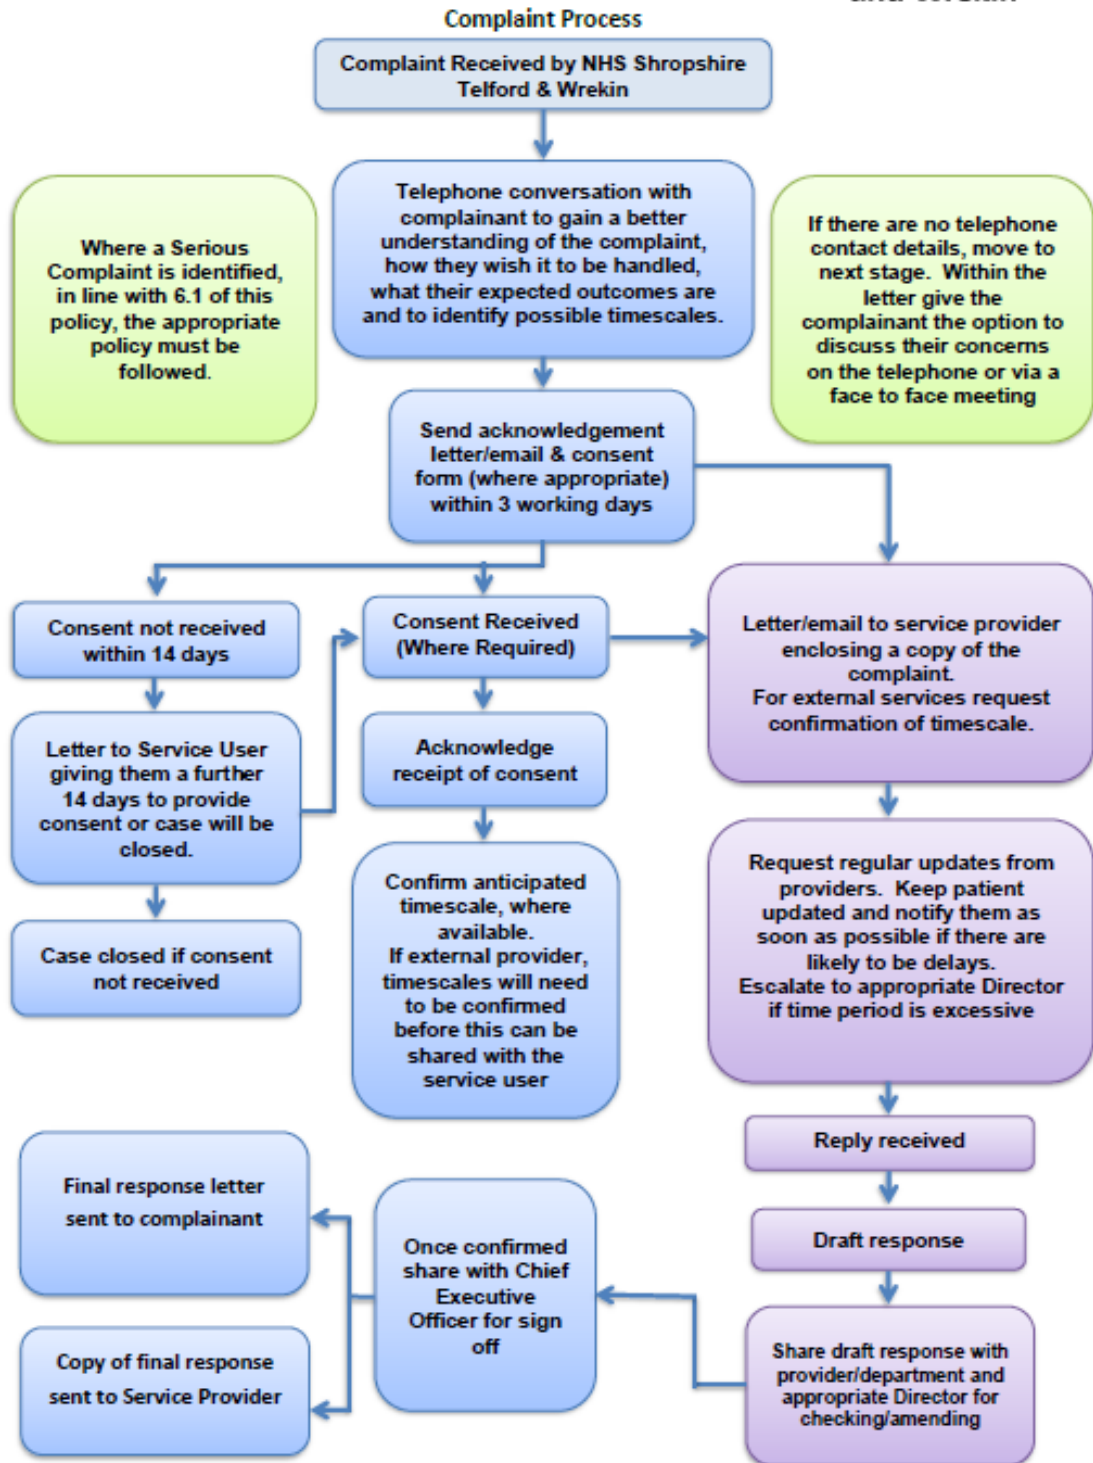 Complaint Process
Complaint Received by NHS Shropshire
Telford & Wrekin
Where a Serious
Complaint is identified,
in line with 6.1 of this
policy, the appropriate
policy must be
followed.
Telephone conversation with
complainant to gain a better
understanding of the complaint,
how they wish it to be handled,
what their expected outcomes are
and to identify possible timescales.
If there are no telephone
contact details, move to
next stage. Within the
letter give the
complainant the option to
discuss their concerns
on the telephone or via a
face to face meeting
Send acknowledgement
letter/email & consent
form (where appropriate)
within 3 working days
Consent not received
within 14 days
Consent Received
(Where Required)
Letter/email to service provider
enclosing a copy of the
complaint.
For external services request
confirmation of timescale.
Letter to Service User
giving them a further
14 days to provide
consent or case will be
closed.
Acknowledge
receipt of consent
Case closed if consent
not received
Confirm anticipated
timescale, where
available.
If external provider,
timescales will need
to be confirmed
before this can be
shared with the
service user
Request regular updates from
providers. Keep patient
updated and notify them as
soon as possible if there are
likely to be delays.
Escalate to appropriate Director
if time period is excessive
Reply received
Draft response
Share draft response with
provider/department and
appropriate Director for
checking/amending
Once confirmed
share with Chief
Executive
Officer for sign
off
Final response letter
sent to complainant
Copy of final response
sent to Service Provider